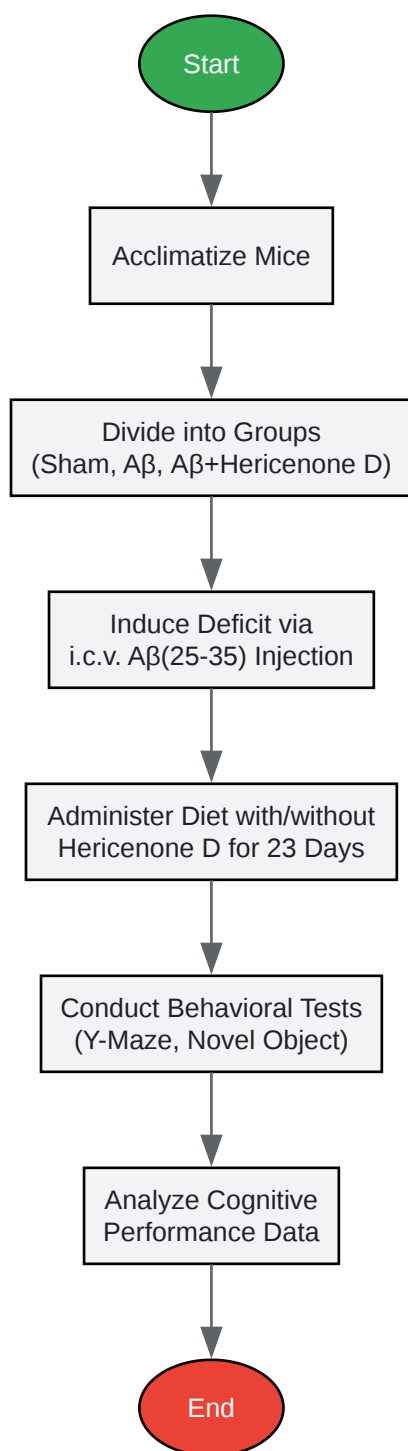 Start
Acclimatize Mice
Divide into Groups
(Sham, Aβ, Aβ+Hericenone D)
Induce Deficit via
i.c.v. Aβ(25-35) Injection
Administer Diet with/without
Hericenone D for 23 Days
Conduct Behavioral Tests
(Y-Maze, Novel Object)
Analyze Cognitive
Performance Data
End